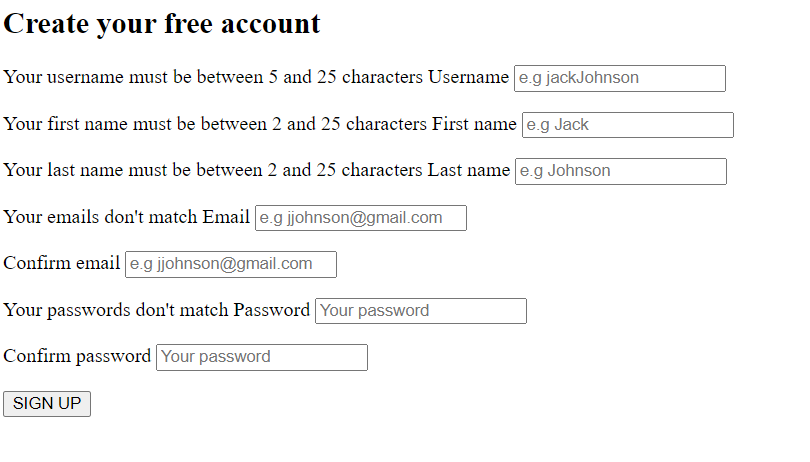 Create your free account
Your username must be between 5 and 25 characters Username e.g jackJohnson
Your first name must be between 2 and 25 characters First name e.g Jack
Your last name must be between 2 and 25 characters Last name e.g Johnson
Your emails don't match Email e.g jjohnson@gmail.com
Confirm email e.g jjohnson@gmail.com
Your passwords don't match Password Your password
Confirm password Your password
SIGN UP